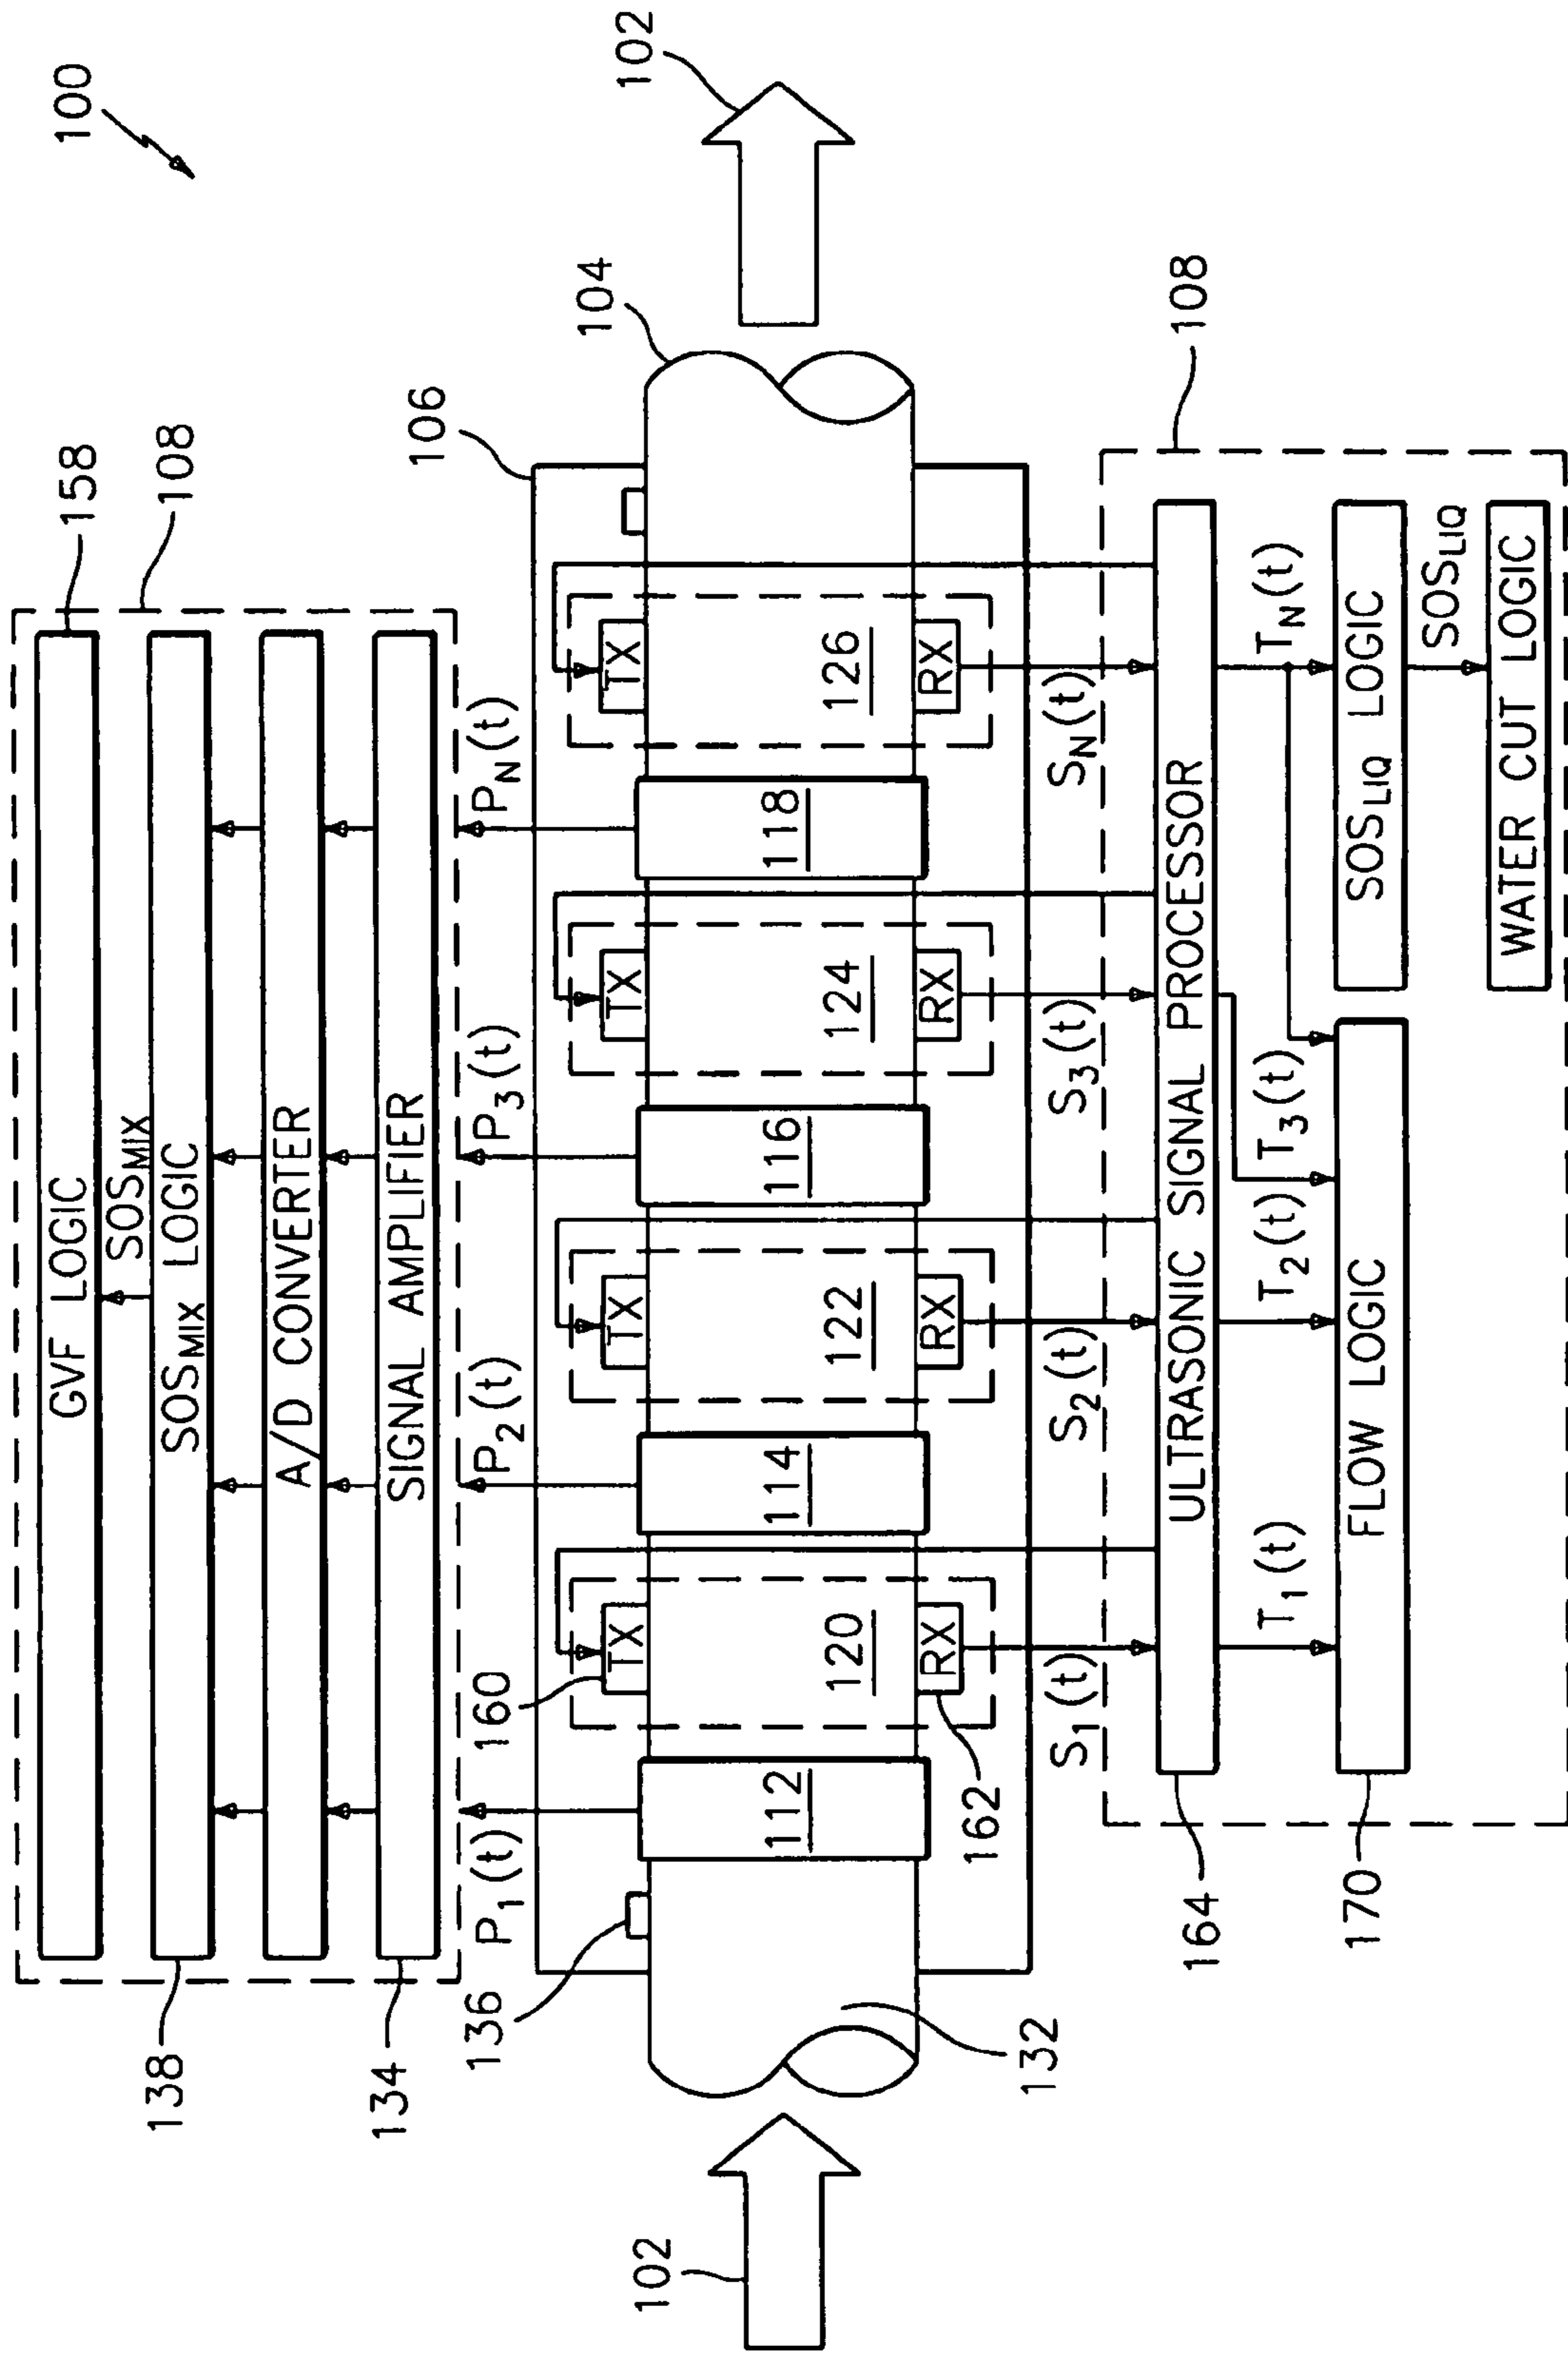 100
158
108
GVF LOGIC
SOSMIX
SOSMIX LOGIC
138
A/D CONVERTER
SIGNAL AMPLIFIER
134
P1(t)
P2(t)
P3(t)
PN(t)
106
104
102
102
136
160
TX
TX
TX
TX
112
120
114
122
116
124
118
126
RX
RX
RX
RX
162
132
S1(t)
S2(t)
S3(t)
SN(t)
108
ULTRASONIC SIGNAL PROCESSOR
164
T1(t)
T2(t)
T3(t)
TN(t)
FLOW LOGIC
170
SOSLIQ LOGIC
SOSLIQ
WATER CUT LOGIC